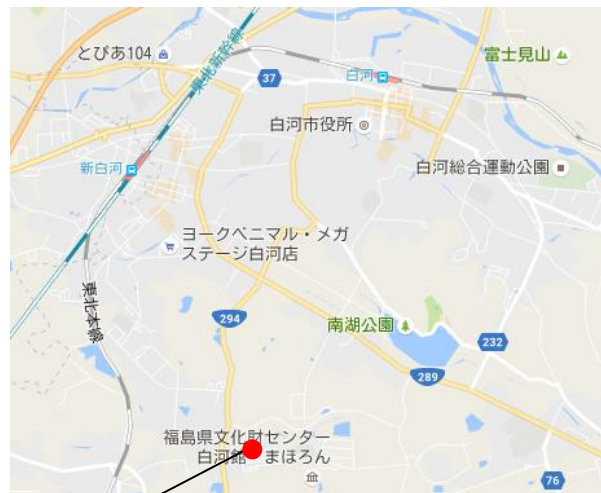 とぴあ104
東北新幹線
富士見山
37
白河
白河市役所
新白河
白河総合運動公園
ヨークベニマル・メガ
ステージ白河店
東北本線
294
南湖公園
232
289
福島県文化財センター
白河館 まほろん
76